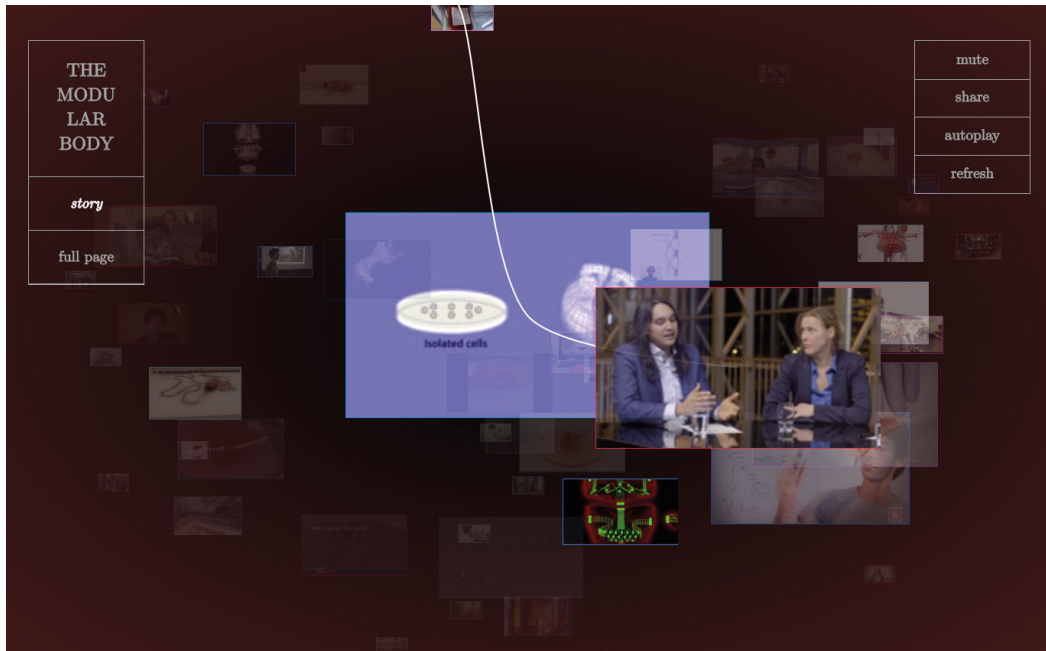 THE
MODU
LAR
BODY
story
full page
mute
share
autoplay
refresh
Isolated cells